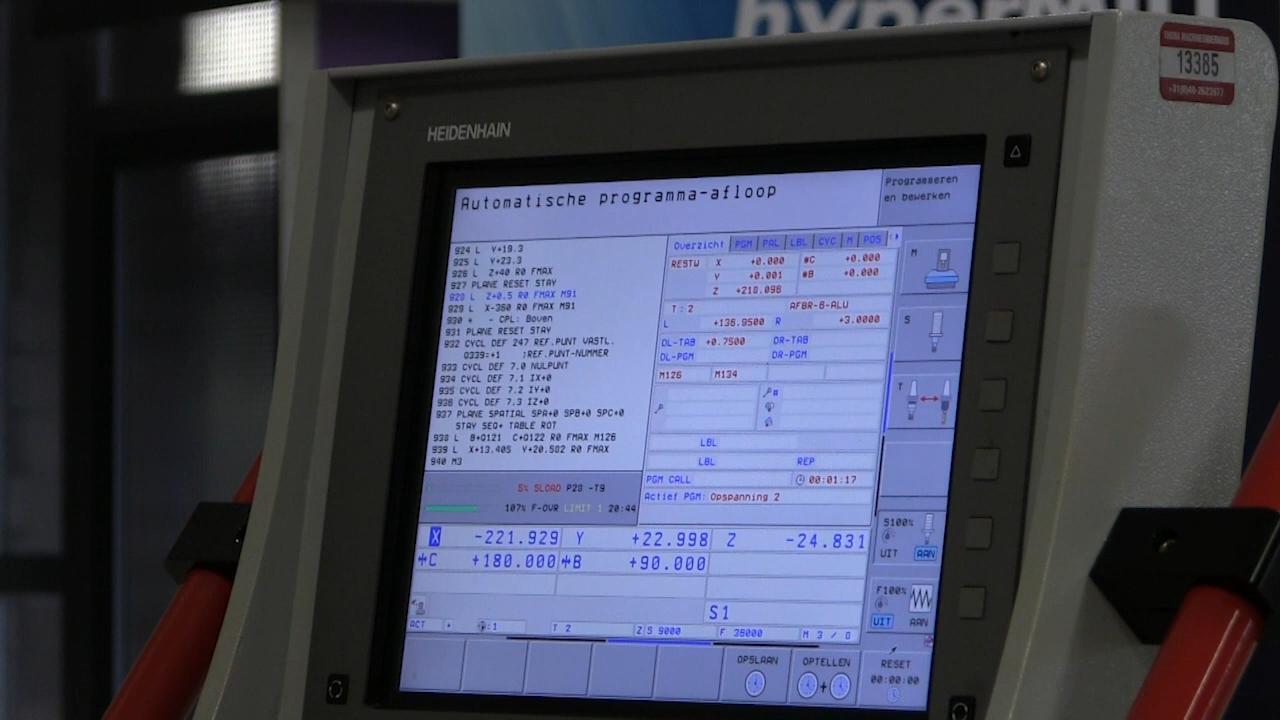 hyperMILL
13385
HEIDENHAIN
Automatische programma-afloop
Programmeren
en bewerken
924 L Y+19.3
925 L Y+23.3
926 L Z+40 R0 FMAX
927 PLANE RESET STAY
928 L Z+0.5 R0 FMAX M91
929 L X-360 R0 FMAX M91
930 * - CPL: Boven
931 PLANE RESET STAY
932 CYCL DEF 247 REF.PUNT VASTL.
Q339=+1 ;REF.PUNT-NUMMER
933 CYCL DEF 7.0 NULPUNT
934 CYCL DEF 7.1 IX+0
935 CYCL DEF 7.2 IY+0
936 CYCL DEF 7.3 IZ+0
937 PLANE SPATIAL SPA+0 SPB+0 SPC+0
STAY SEQ+ TABLE ROT
938 L B+Q121 C+Q122 R0 FMAX M126
939 L X+13.405 Y+20.502 R0 FMAX
940 M3
Overzicht PGM PAL LBL CYC M POS
RESTW X +0.000 *C +0.000
Y +0.001 *B +0.000
Z +218.096
T : 2 AFBR-6-ALU
L +136.9500 R +3.0000
DL-TAB +0.7500 DR-TAB
DL-PGM DR-PGM
M126 M134
LBL
LBL REP
PGM CALL 00:01:17
Actief PGM: Opspanning 2
5% SLOAD P28 -T9
107% F-OVR LIMIT 1 20:44
X -221.929 Y +22.998 Z -24.831
*C +180.000 *B +90.000
S1
ACT : 1 T 2 Z S 9000 F 36000 M 3 / 8
M
S
T
S100%
UIT AAN
F100%
UIT AAN
OPSLAAN OPTELLEN RESET
+ 00:00:00